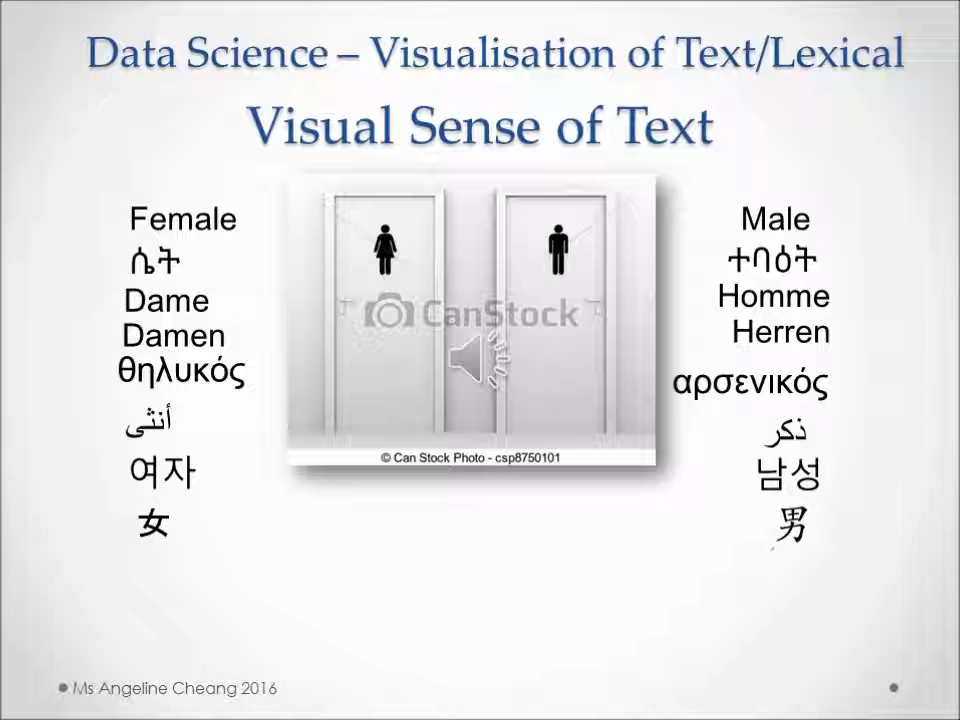 Data Science – Visualisation of Text/Lexical
Visual Sense of Text
Female
ሴት
Dame
Damen
θηλυκός
أنثى
여자
女
CanStock
© Can Stock Photo - csp8750101
Male
ተባዕት
Homme
Herren
αρσενικός
ذكر
남성
男
Ms Angeline Cheang 2016